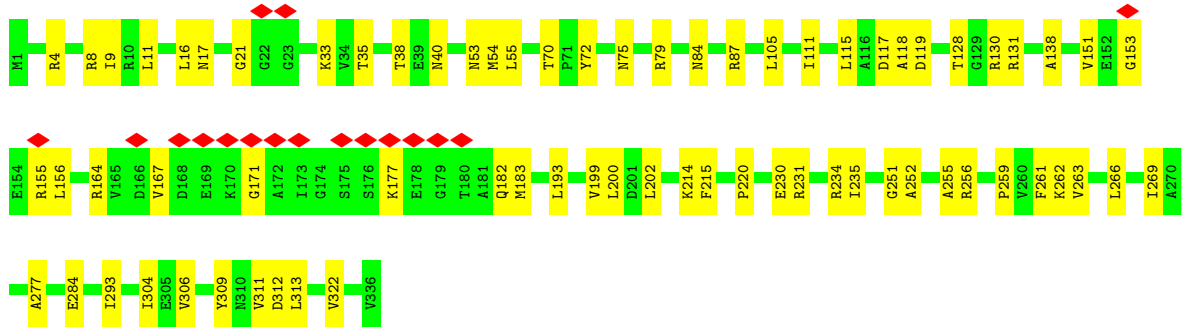 M1 R4 R8 I9 R10 L11 L16 N17 G21 G22 G23 K33 V34 T35 T38 E39 N40 N53 M54 L55 T70 P71 Y72 N75 R79 N84 R87 L105 I111 L115 A116 D117 A118 D119 T128 G129 R130 R131 A138 V151 E152 G153
E154 R155 L156 R164 V165 D166 V167 D168 E169 K170 G171 A172 I173 G174 S175 S176 K177 E178 G179 T180 A181 Q182 M183 L193 V199 L200 D201 L202 K214 F215 P220 E230 R231 R234 I235 G251 A252 A255 R256 P259 V260 F261 K262 V263 L266 I269 A270
A277 E284 I293 I304 E305 V306 Y309 N310 V311 D312 L313 V322 V336